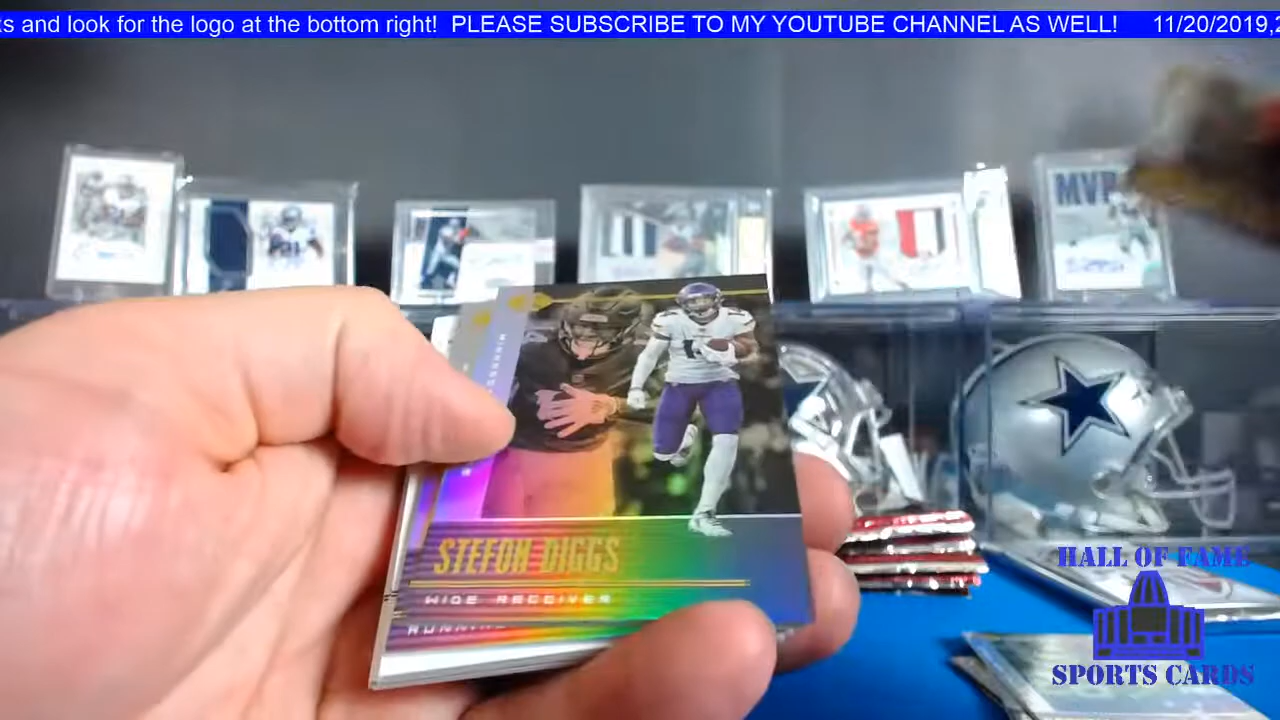 s and look for the logo at the bottom right!  PLEASE SUBSCRIBE TO MY YOUTUBE CHANNEL AS WELL!  11/20/2019,
MVP
STEFON DIGGS
WIDE RECEIVER
HALL OF FAME
SPORTS CARDS